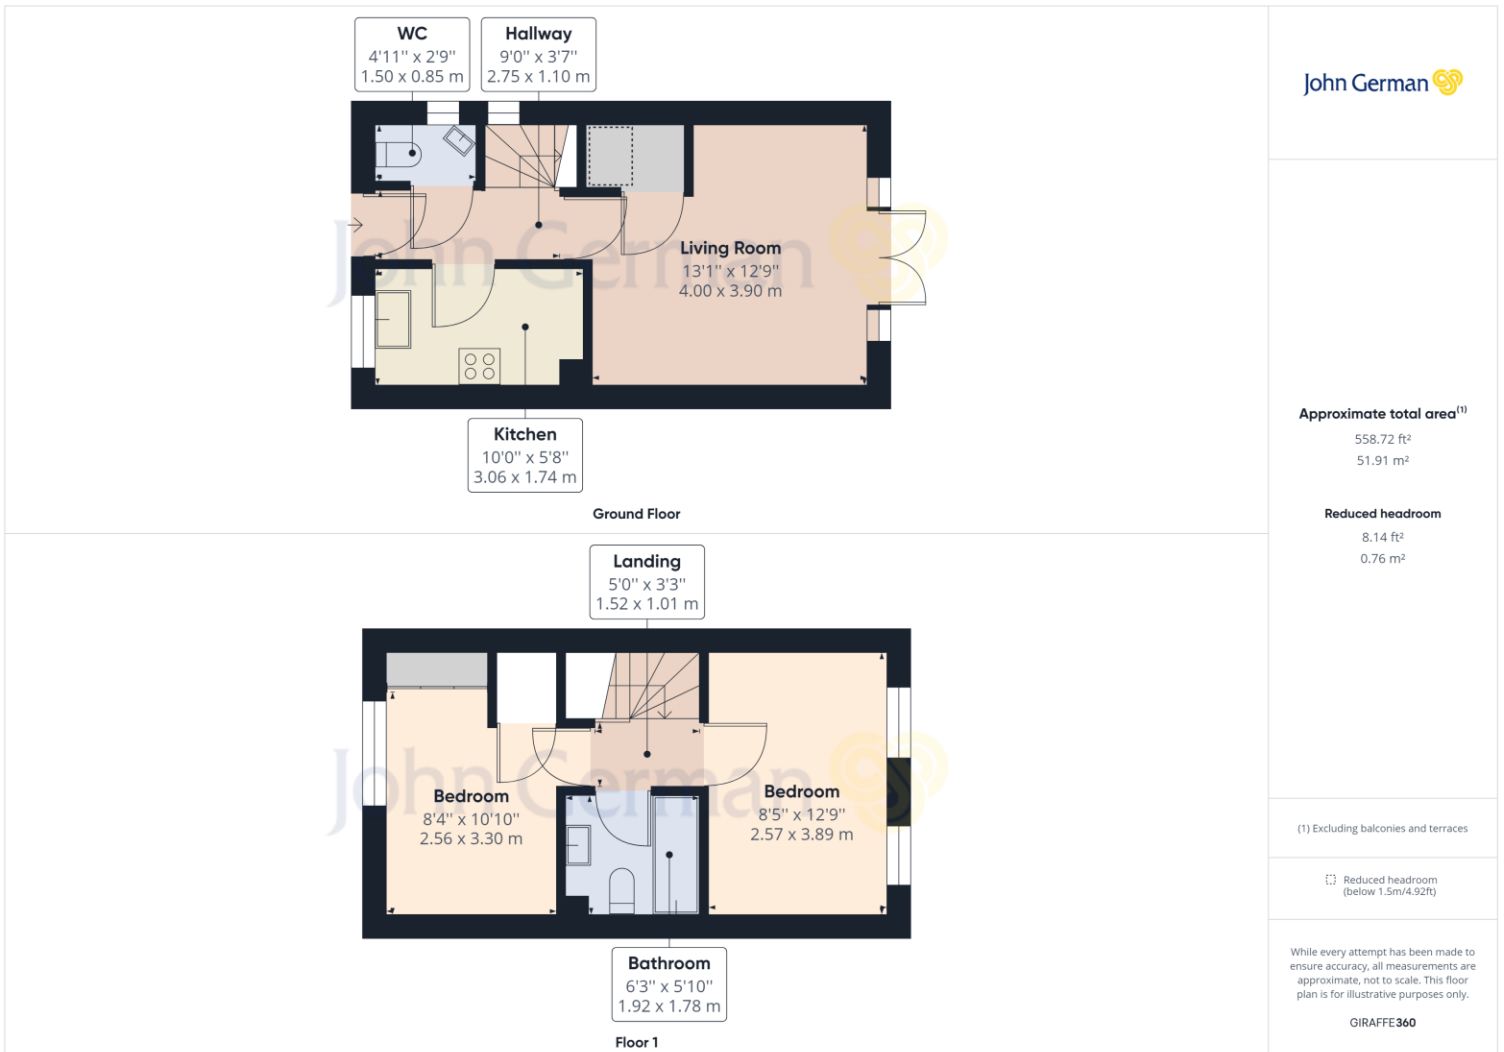 WC
4'11'' x 2'9''
1.50 x 0.85 m
Hallway
9'0'' x 3'7''
2.75 x 1.10 m
Living Room
13'1'' x 12'9''
4.00 x 3.90 m
Kitchen
10'0'' x 5'8''
3.06 x 1.74 m
John German
Ground Floor
Landing
5'0'' x 3'3''
1.52 x 1.01 m
Bedroom
8'4'' x 10'10''
2.56 x 3.30 m
Bedroom
8'5'' x 12'9''
2.57 x 3.89 m
Bathroom
6'3'' x 5'10''
1.92 x 1.78 m
John German
Floor 1
John German
Approximate total area(1)
558.72 ft²
51.91 m²
Reduced headroom
8.14 ft²
0.76 m²
(1) Excluding balconies and terraces
Reduced headroom
(below 1.5m/4.92ft)
While every attempt has been made to
ensure accuracy, all measurements are
approximate, not to scale. This floor
plan is for illustrative purposes only.
GIRAFFE360